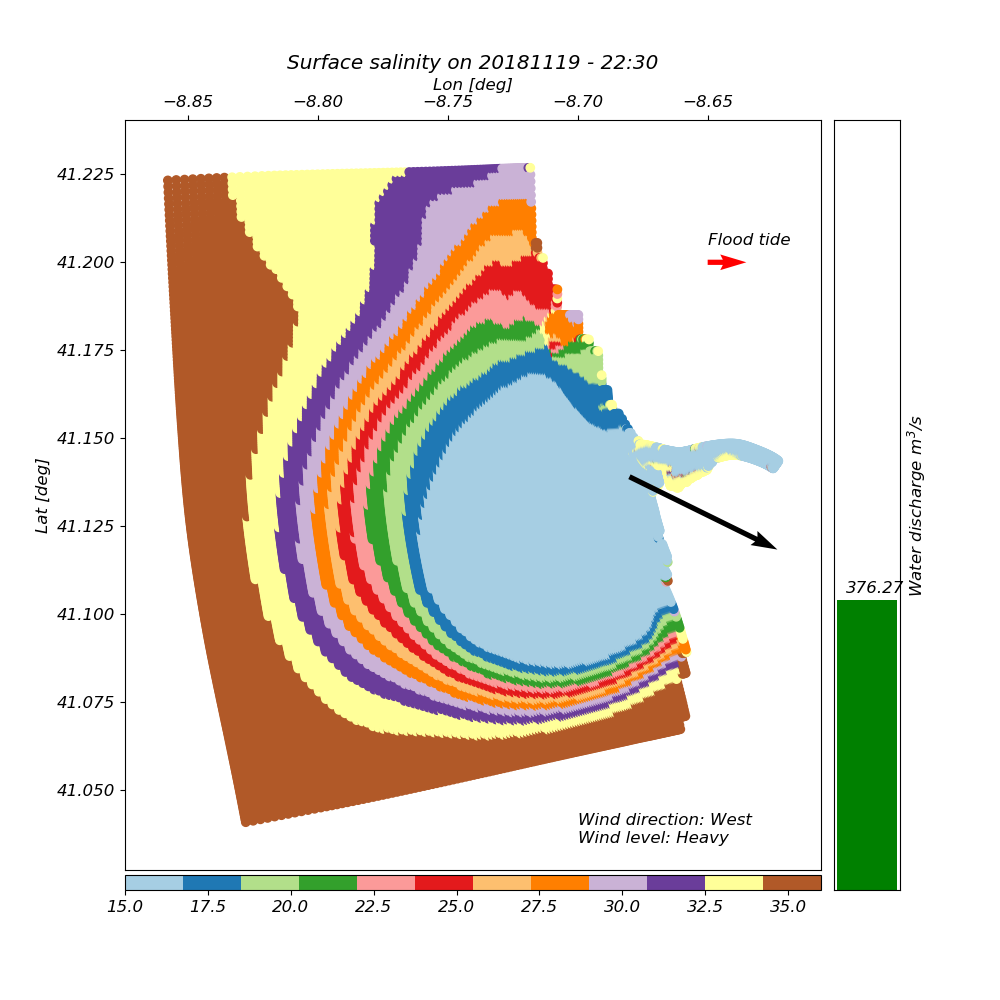 Surface salinity on 20181119 - 22:30
Lon [deg]
−8.85 −8.80 −8.75 −8.70 −8.65
41.225
41.200
41.175
41.150
41.125
41.100
41.075
41.050
Lat [deg]
Flood tide
Wind direction: West
Wind level: Heavy
376.27
Water discharge m³/s
15.0 17.5 20.0 22.5 25.0 27.5 30.0 32.5 35.0